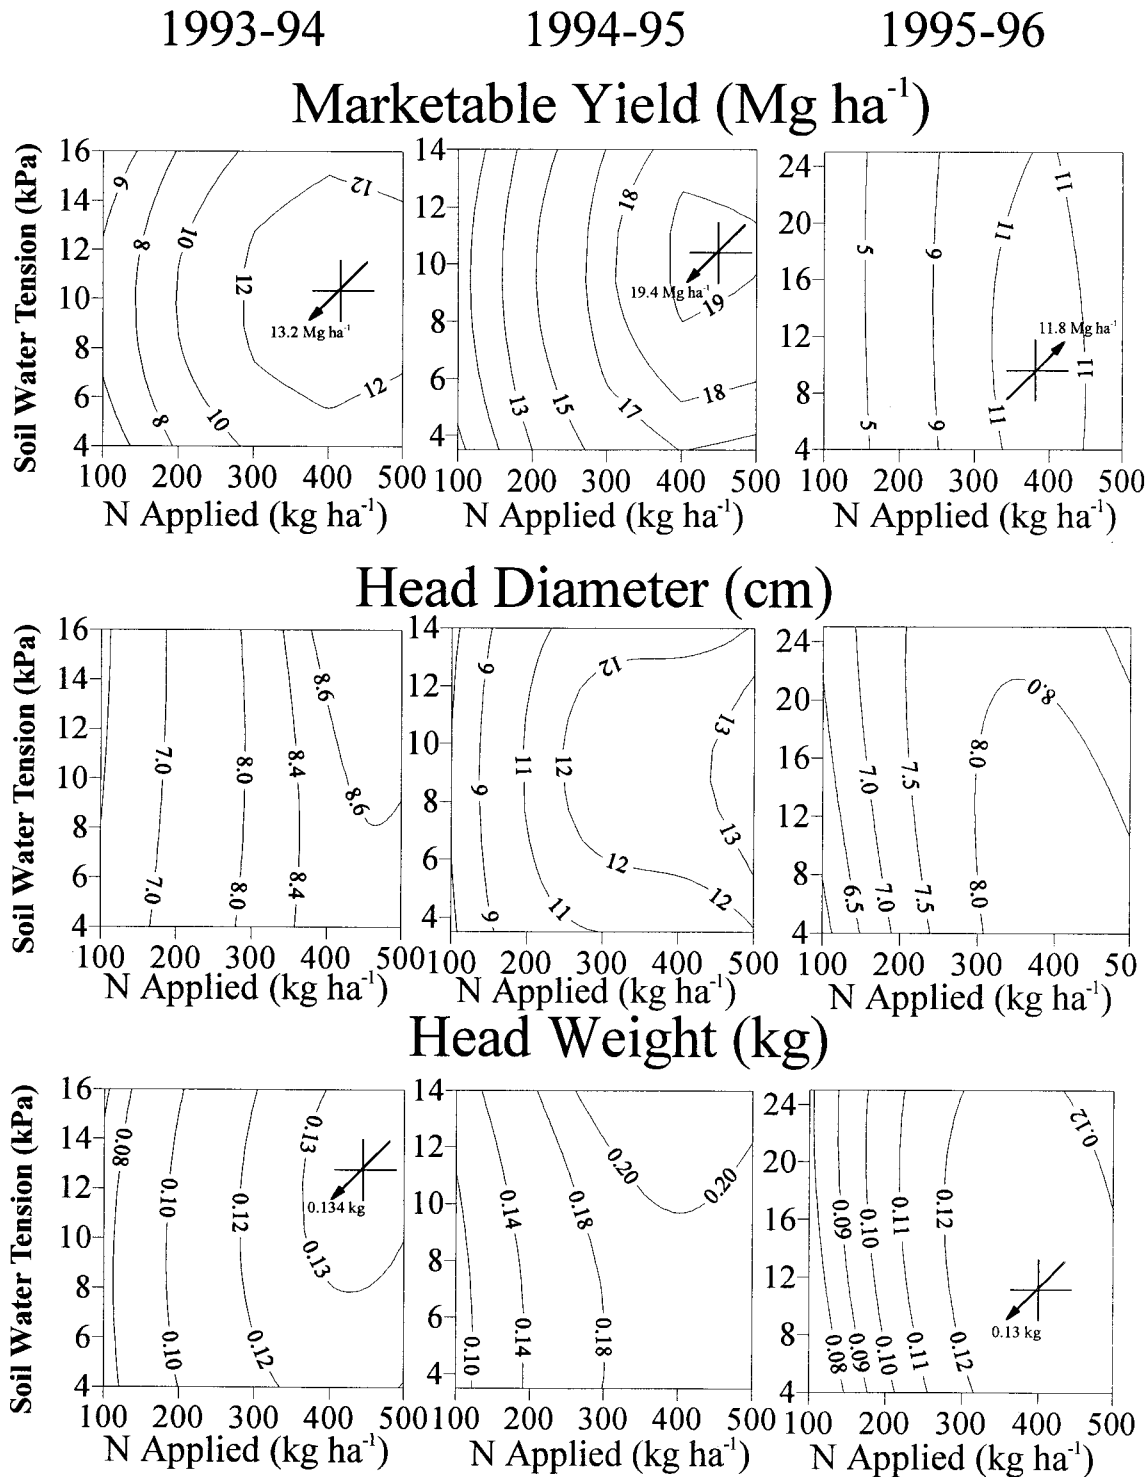 1993-94 1994-95 1995-96
Marketable Yield (Mg ha-1)
Soil Water Tension (kPa)
16 14 12 10 8 6 4
6 8 10 12 12 12 8 10
13.2 Mg ha-1
100 200 300 400 500
N Applied (kg ha-1)
14 12 10 8 6 4
18 19 18 13 15 17
19.4 Mg ha-1
100 200 300 400 500
N Applied (kg ha-1)
24 20 16 12 8 4
5 9 11 11 5 9 11 11
11.8 Mg ha-1
100 200 300 400 500
N Applied (kg ha-1)
Head Diameter (cm)
Soil Water Tension (kPa)
16 14 12 10 8 6 4
7.0 8.0 8.4 8.6 8.6 7.0 8.0 8.4
100 200 300 400 500
N Applied (kg ha-1)
14 12 10 8 6 4
9 11 12 12 13 9 13 12 12 11 9
100 200 300 400 500
N Applied (kg ha-1)
24 20 16 12 8 4
7.0 7.5 8.0 8.0 6.5 7.0 7.5 8.0
100 200 300 400 50
N Applied (kg ha-1)
Head Weight (kg)
Soil Water Tension (kPa)
16 14 12 10 8 6 4
0.08 0.10 0.12 0.13 0.13 0.10 0.12
0.134 kg
100 200 300 400 500
N Applied (kg ha-1)
14 12 10 8 6 4
0.14 0.18 0.20 0.20 0.10 0.14 0.18
100 200 300 400 500
N Applied (kg ha-1)
24 20 16 12 8 4
0.09 0.10 0.11 0.12 0.12 0.08 0.09 0.10 0.11 0.12
0.13 kg
100 200 300 400 500
N Applied (kg ha-1)